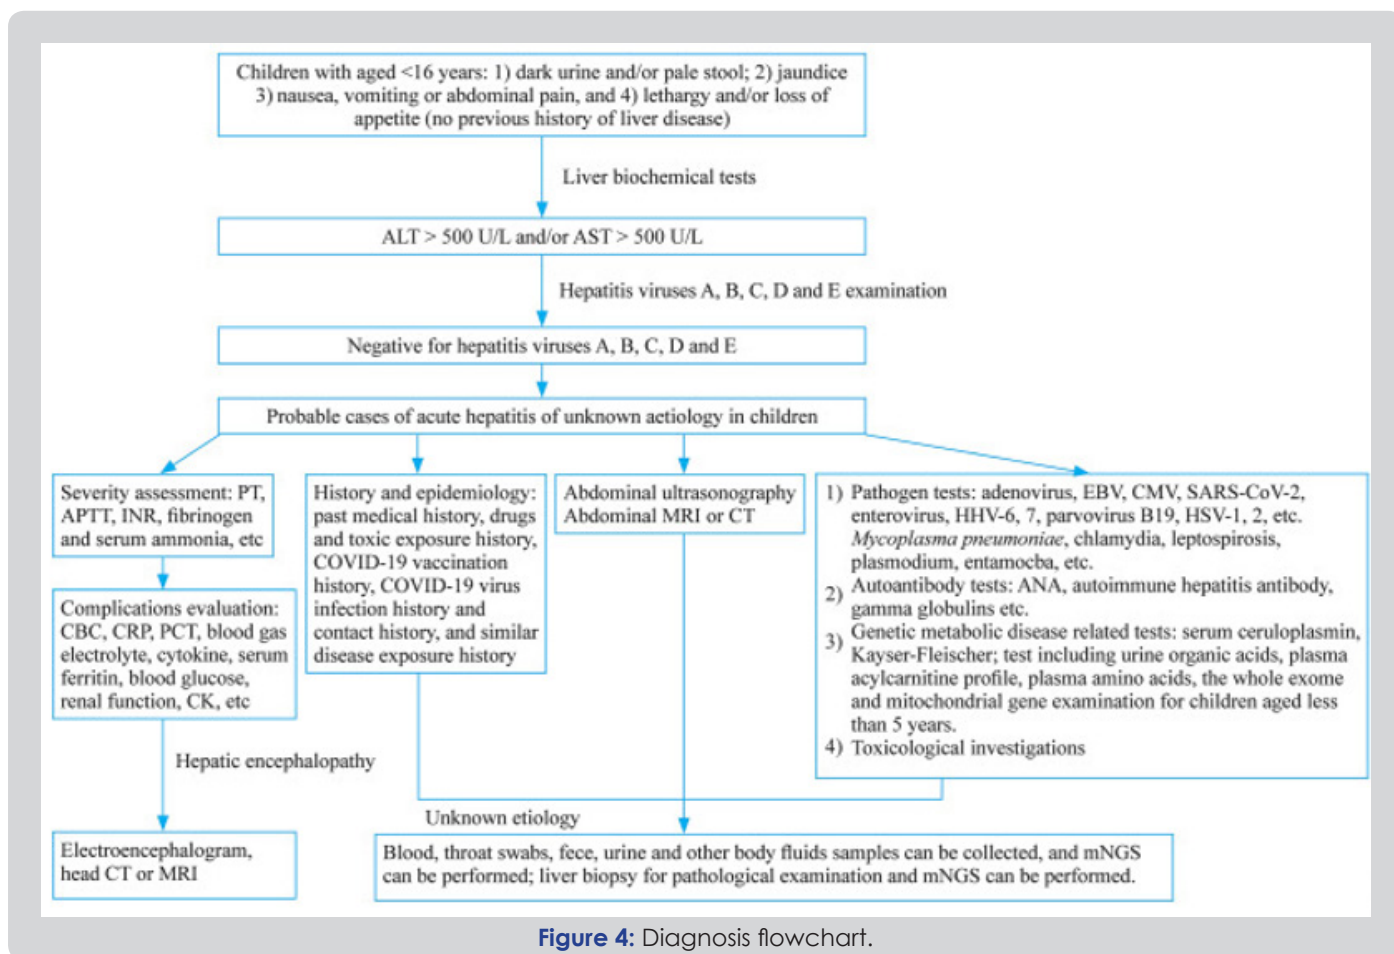 Children with aged <16 years: 1) dark urine and/or pale stool; 2) jaundice
3) nausea, vomiting or abdominal pain, and 4) lethargy and/or loss of
appetite (no previous history of liver disease)
Liver biochemical tests
ALT > 500 U/L and/or AST > 500 U/L
Hepatitis viruses A, B, C, D and E examination
Negative for hepatitis viruses A, B, C, D and E
Probable cases of acute hepatitis of unknown aetiology in children
Severity assessment: PT,
APTT, INR, fibrinogen
and serum ammonia, etc
Complications evaluation:
CBC, CRP, PCT, blood gas
electrolyte, cytokine, serum
ferritin, blood glucose,
renal function, CK, etc
Hepatic encephalopathy
Electroencephalogram,
head CT or MRI
History and epidemiology:
past medical history, drugs
and toxic exposure history,
COVID-19 vaccination
history, COVID-19 virus
infection history and
contact history, and similar
disease exposure history
Abdominal ultrasonography
Abdominal MRI or CT
1) Pathogen tests: adenovirus, EBV, CMV, SARS-CoV-2,
enterovirus, HHV-6, 7, parvovirus B19, HSV-1, 2, etc.
Mycoplasma pneumoniae, chlamydia, leptospirosis,
plasmodium, entamocba, etc.
2) Autoantibody tests: ANA, autoimmune hepatitis antibody,
gamma globulins etc.
3) Genetic metabolic disease related tests: serum ceruloplasmin,
Kayser-Fleischer; test including urine organic acids, plasma
acylcarnitine profile, plasma amino acids, the whole exome
and mitochondrial gene examination for children aged less
than 5 years.
4) Toxicological investigations
Unknown etiology
Blood, throat swabs, fece, urine and other body fluids samples can be collected, and mNGS
can be performed; liver biopsy for pathological examination and mNGS can be performed.
Figure 4: Diagnosis flowchart.